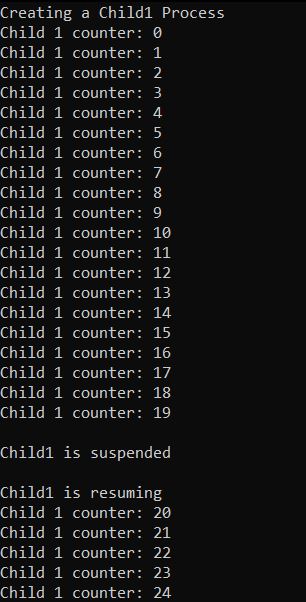 Creating a Child1 Process
Child 1 counter: 0
Child 1 counter: 1
Child 1 counter: 2
Child 1 counter: 3
Child 1 counter: 4
Child 1 counter: 5
Child 1 counter: 6
Child 1 counter: 7
Child 1 counter: 8
Child 1 counter: 9
Child 1 counter: 10
Child 1 counter: 11
Child 1 counter: 12
Child 1 counter: 13
Child 1 counter: 14
Child 1 counter: 15
Child 1 counter: 16
Child 1 counter: 17
Child 1 counter: 18
Child 1 counter: 19
Child1 is suspended
Child1 is resuming
Child 1 counter: 20
Child 1 counter: 21
Child 1 counter: 22
Child 1 counter: 23
Child 1 counter: 24